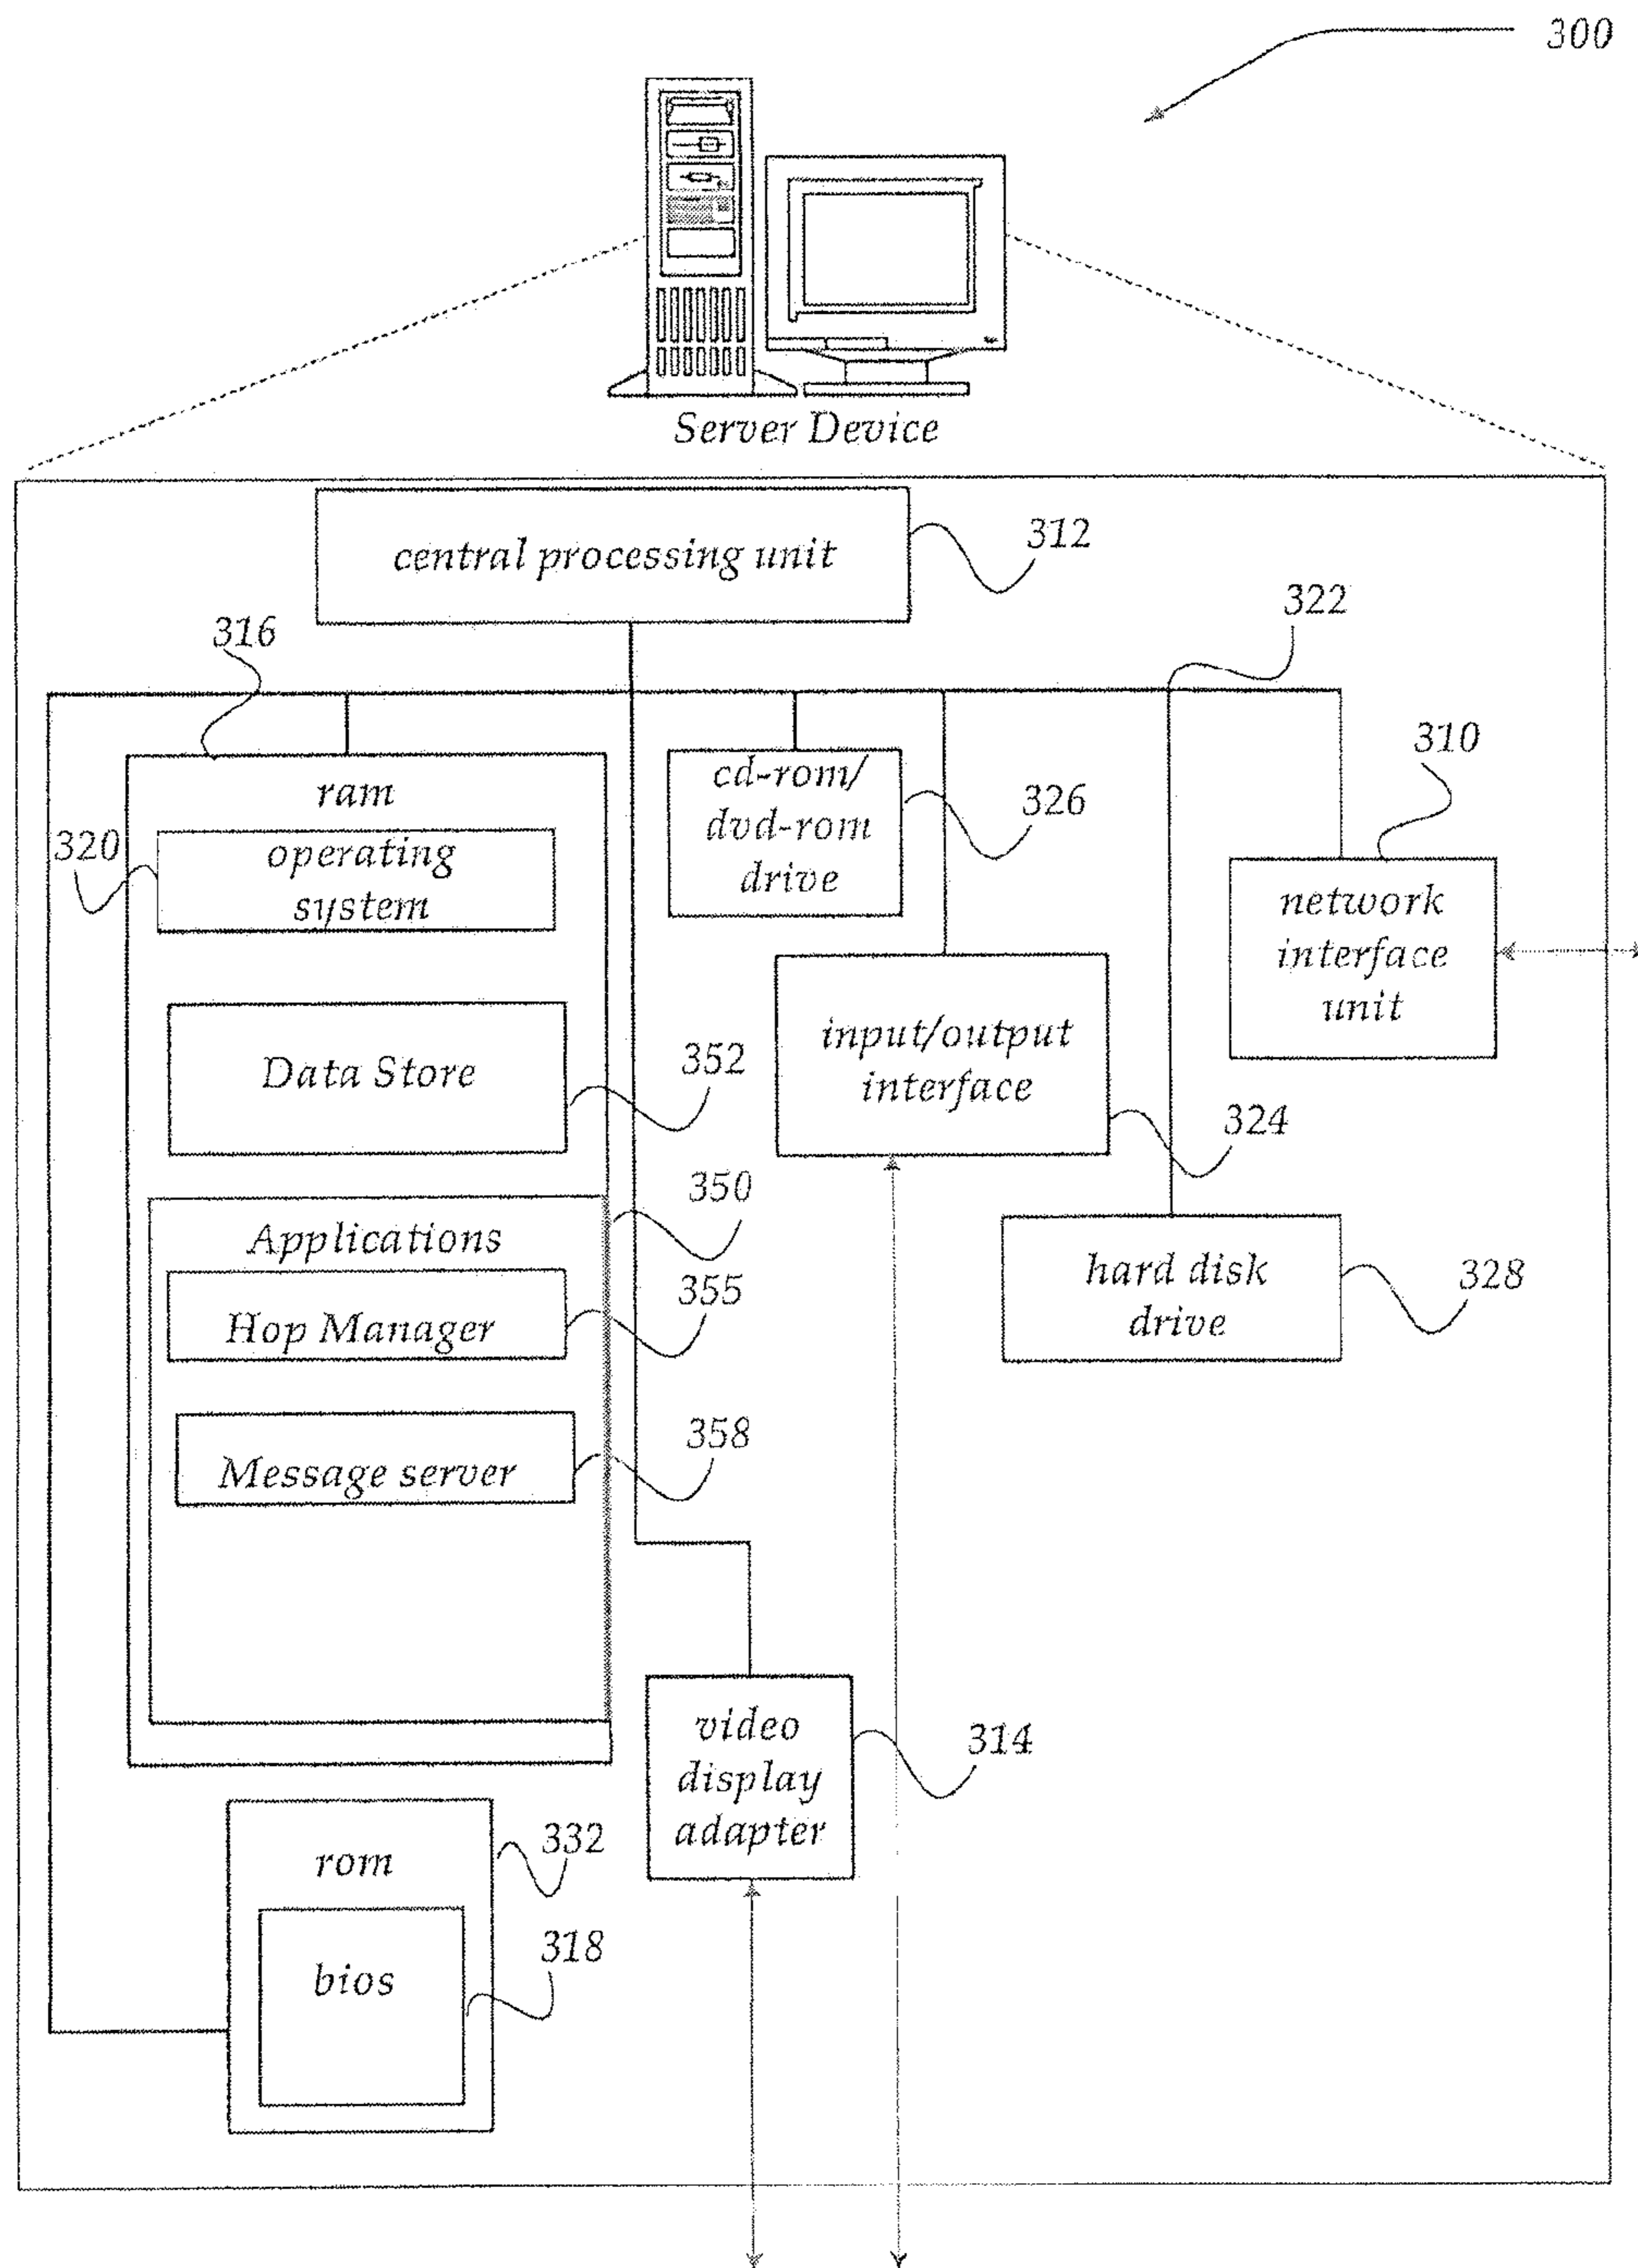 300
Server Device
central processing unit
312
322
316
310
ram
cd-rom/
dvd-rom
drive
326
320
operating
system
network
interface
unit
Data Store
352
input/output
interface
324
350
Applications
hard disk
drive
328
355
Hop Manager
358
Message server
video
display
adapter
314
rom
332
bios
318